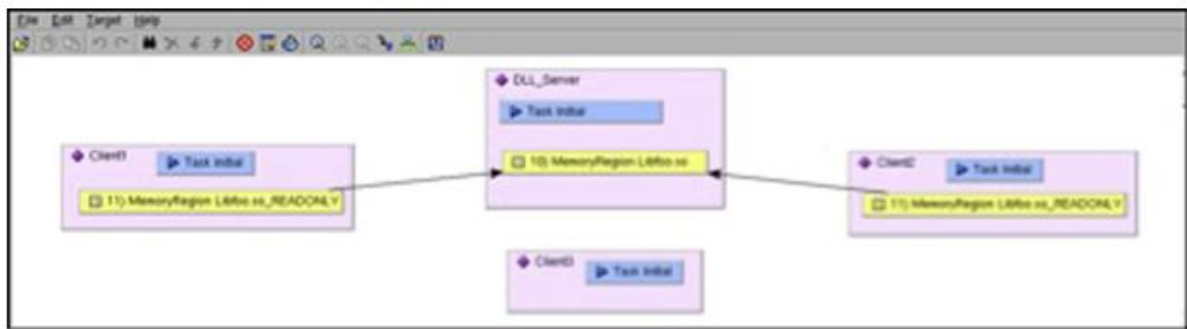 File Edit Target Help
DLL_Server
Task Initial
10) MemoryRegion Libfoo.so
Client1
Task Initial
11) MemoryRegion Libfoo.so_READONLY
Client2
Task Initial
11) MemoryRegion Libfoo.so_READONLY
Client3
Task Initial